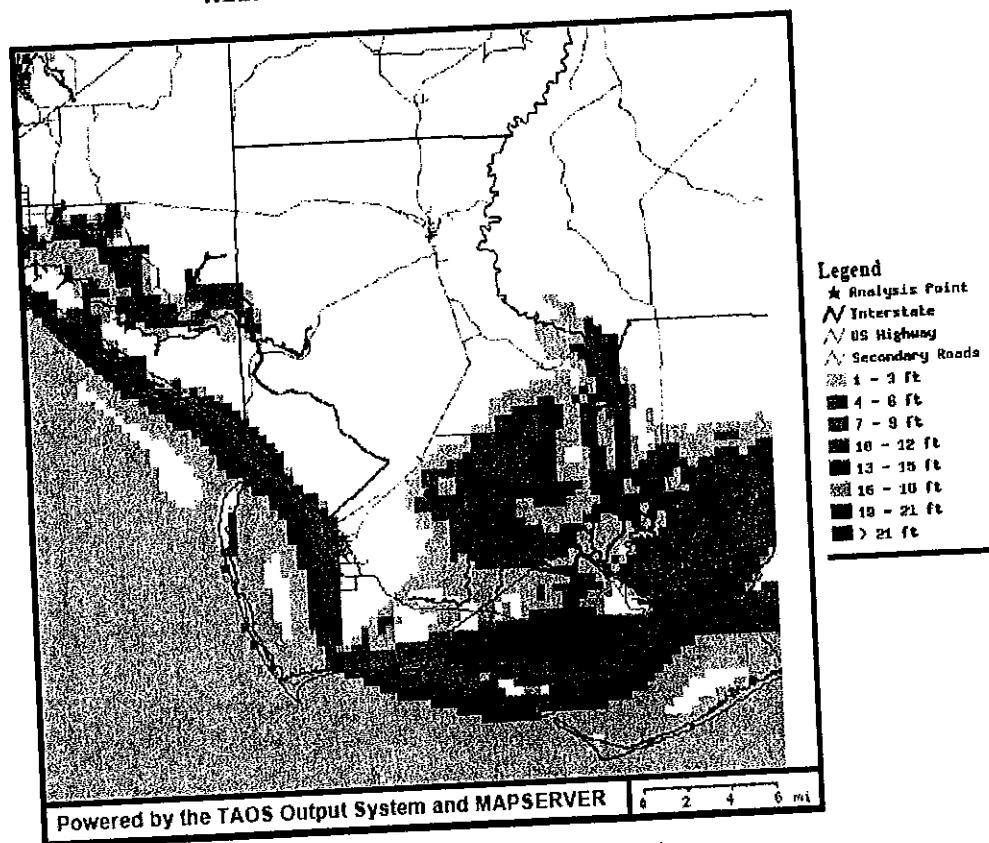 Legend
Analysis Point
Interstate
US Highway
Secondary Roads
1 - 3 ft
4 - 6 ft
7 - 9 ft
10 - 12 ft
13 - 15 ft
16 - 18 ft
19 - 21 ft
> 21 ft
Powered by the TAOS Output System and MAPSERVER
0 2 4 6 mi